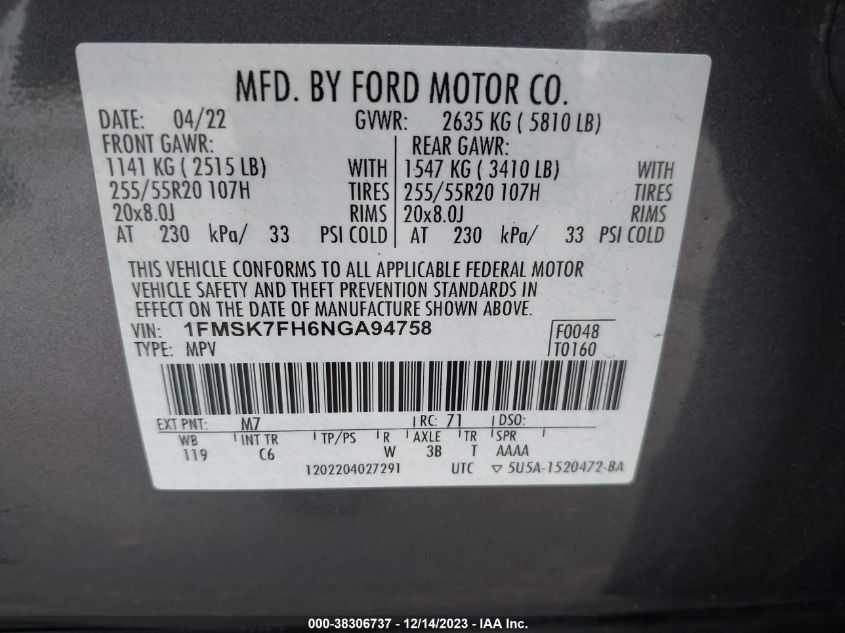 MFD. BY FORD MOTOR CO.
DATE: 04/22 GVWR: 2635 KG ( 5810 LB)
FRONT GAWR: REAR GAWR:
1141 KG ( 2515 LB) WITH 1547 KG ( 3410 LB) WITH
255/55R20 107H TIRES 255/55R20 107H TIRES
20x8.0J RIMS 20x8.0J RIMS
AT 230 kPa/ 33 PSI COLD AT 230 kPa/ 33 PSI COLD
THIS VEHICLE CONFORMS TO ALL APPLICABLE FEDERAL MOTOR
VEHICLE SAFETY AND THEFT PREVENTION STANDARDS IN
EFFECT ON THE DATE OF MANUFACTURE SHOWN ABOVE.
VIN: 1FMSK7FH6NGA94758 F0048
TYPE: MPV T0160
EXT PNT: M7 RC: 71 DSO:
WB INT TR TP/PS R AXLE TR SPR
119 C6 W 3B T AAAA
1202204027291 UTC ▽ 5U5A-1520472-BA
000-38306737 - 12/14/2023 - IAA Inc.